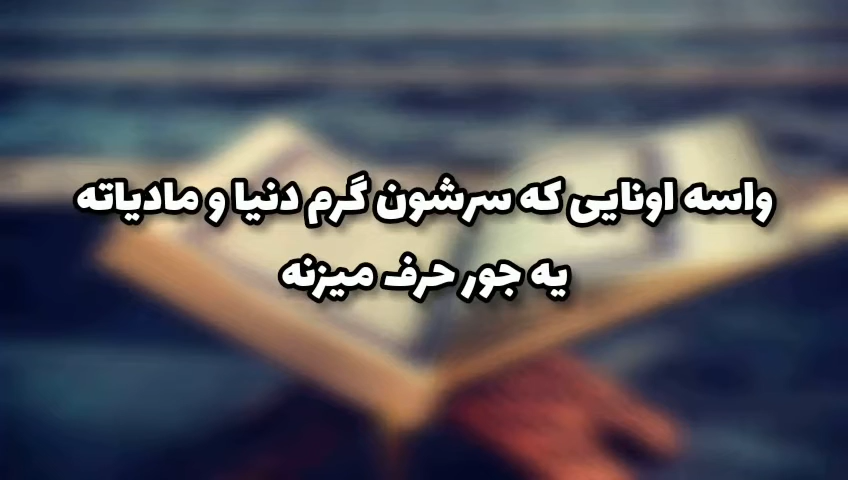 واسه اونایی که سرشون گرم دنیا و مادیاته
یه جور حرف میزنه